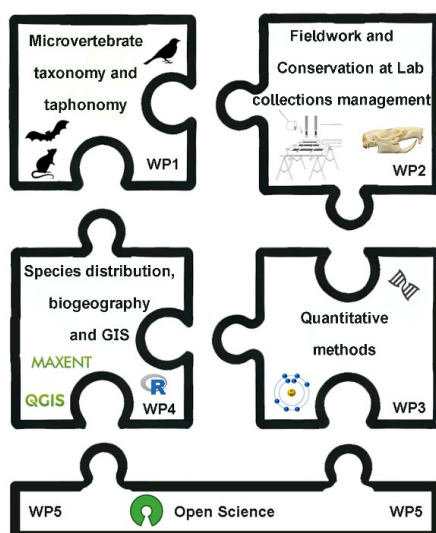 Microvertebrate
taxonomy and
taphonomy
WP1
Fieldwork and
Conservation at Lab
collections management
WP2
Species distribution,
biogeography
and GIS
MAXENT
QGIS
R
WP4
Quantitative
methods
WP3
WP5
Open Science
WP5